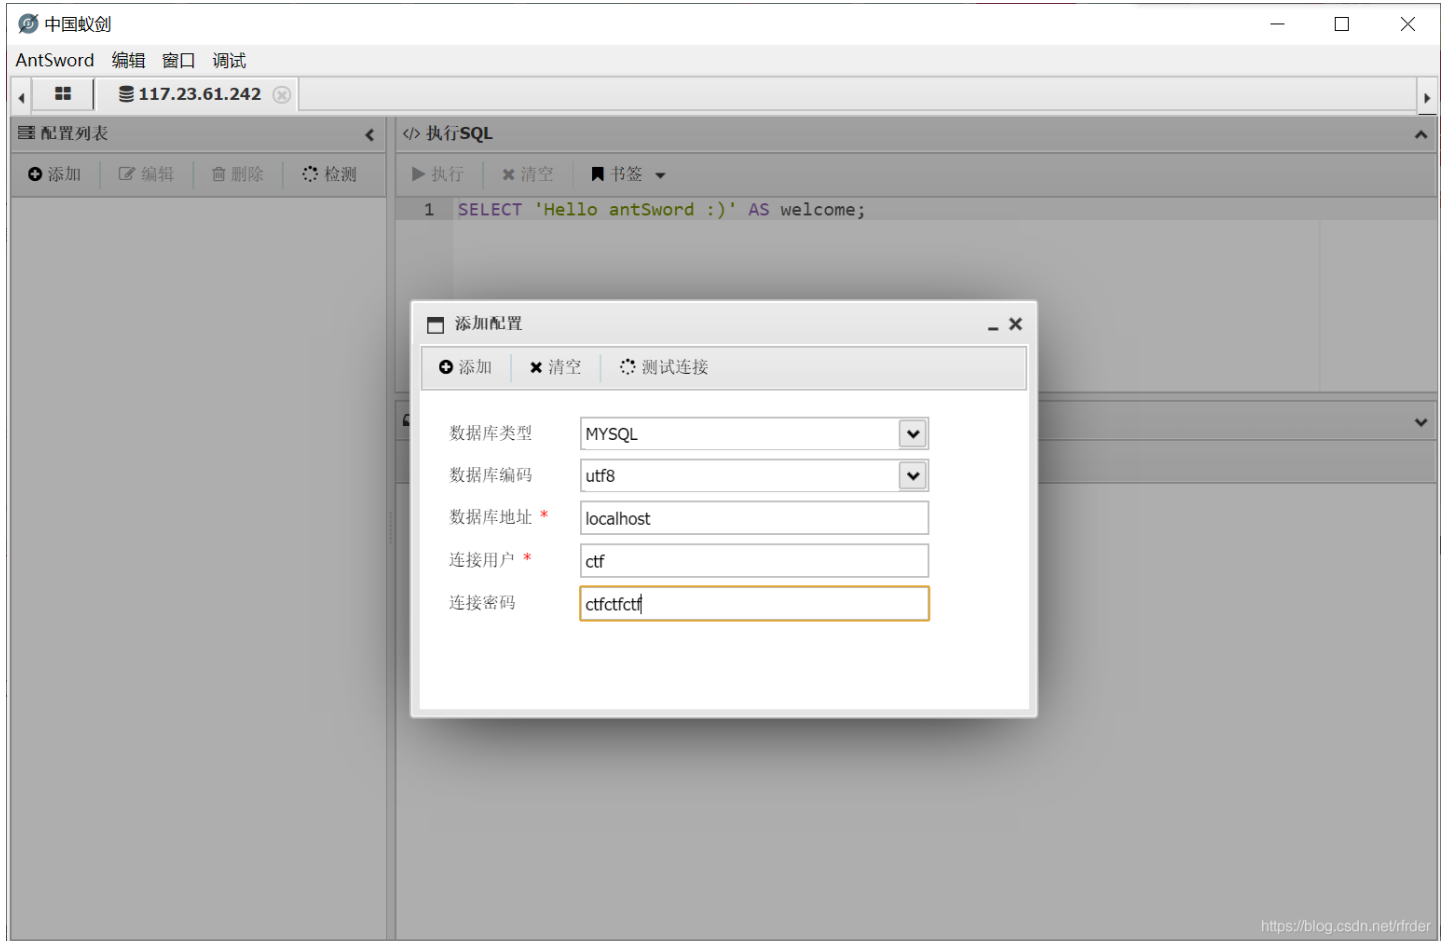 中国蚁剑
AntSword 编辑 窗口 调试
117.23.61.242
配置列表
添加 编辑 删除 检测
</> 执行SQL
执行 清空 书签
1 SELECT 'Hello antSword :)' AS welcome;
添加配置
添加 清空 测试连接
数据库类型 MYSQL
数据库编码 utf8
数据库地址 * localhost
连接用户 * ctf
连接密码 ctfctfctf
https://blog.csdn.net/rfrder